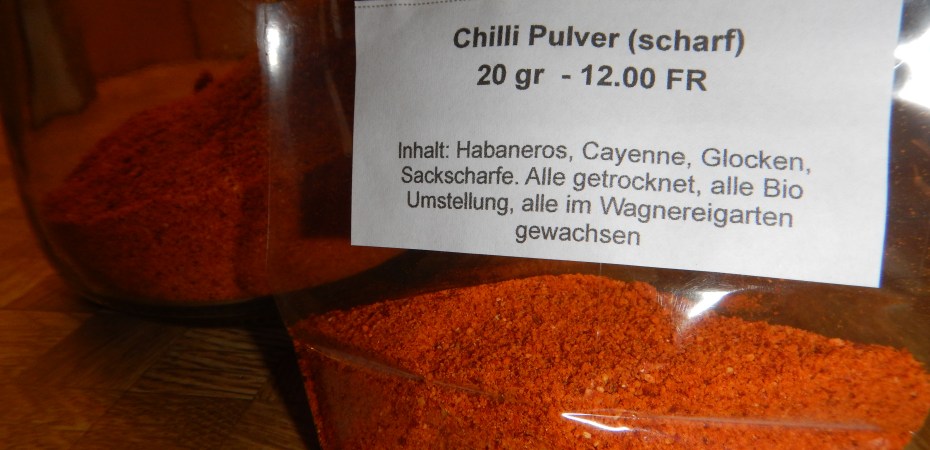 Chilli Pulver (scharf)
20 gr - 12.00 FR
Inhalt: Habaneros, Cayenne, Glocken,
Sackscharfe. Alle getrocknet, alle Bio
Umstellung, alle im Wagnereigarten
gewachsen